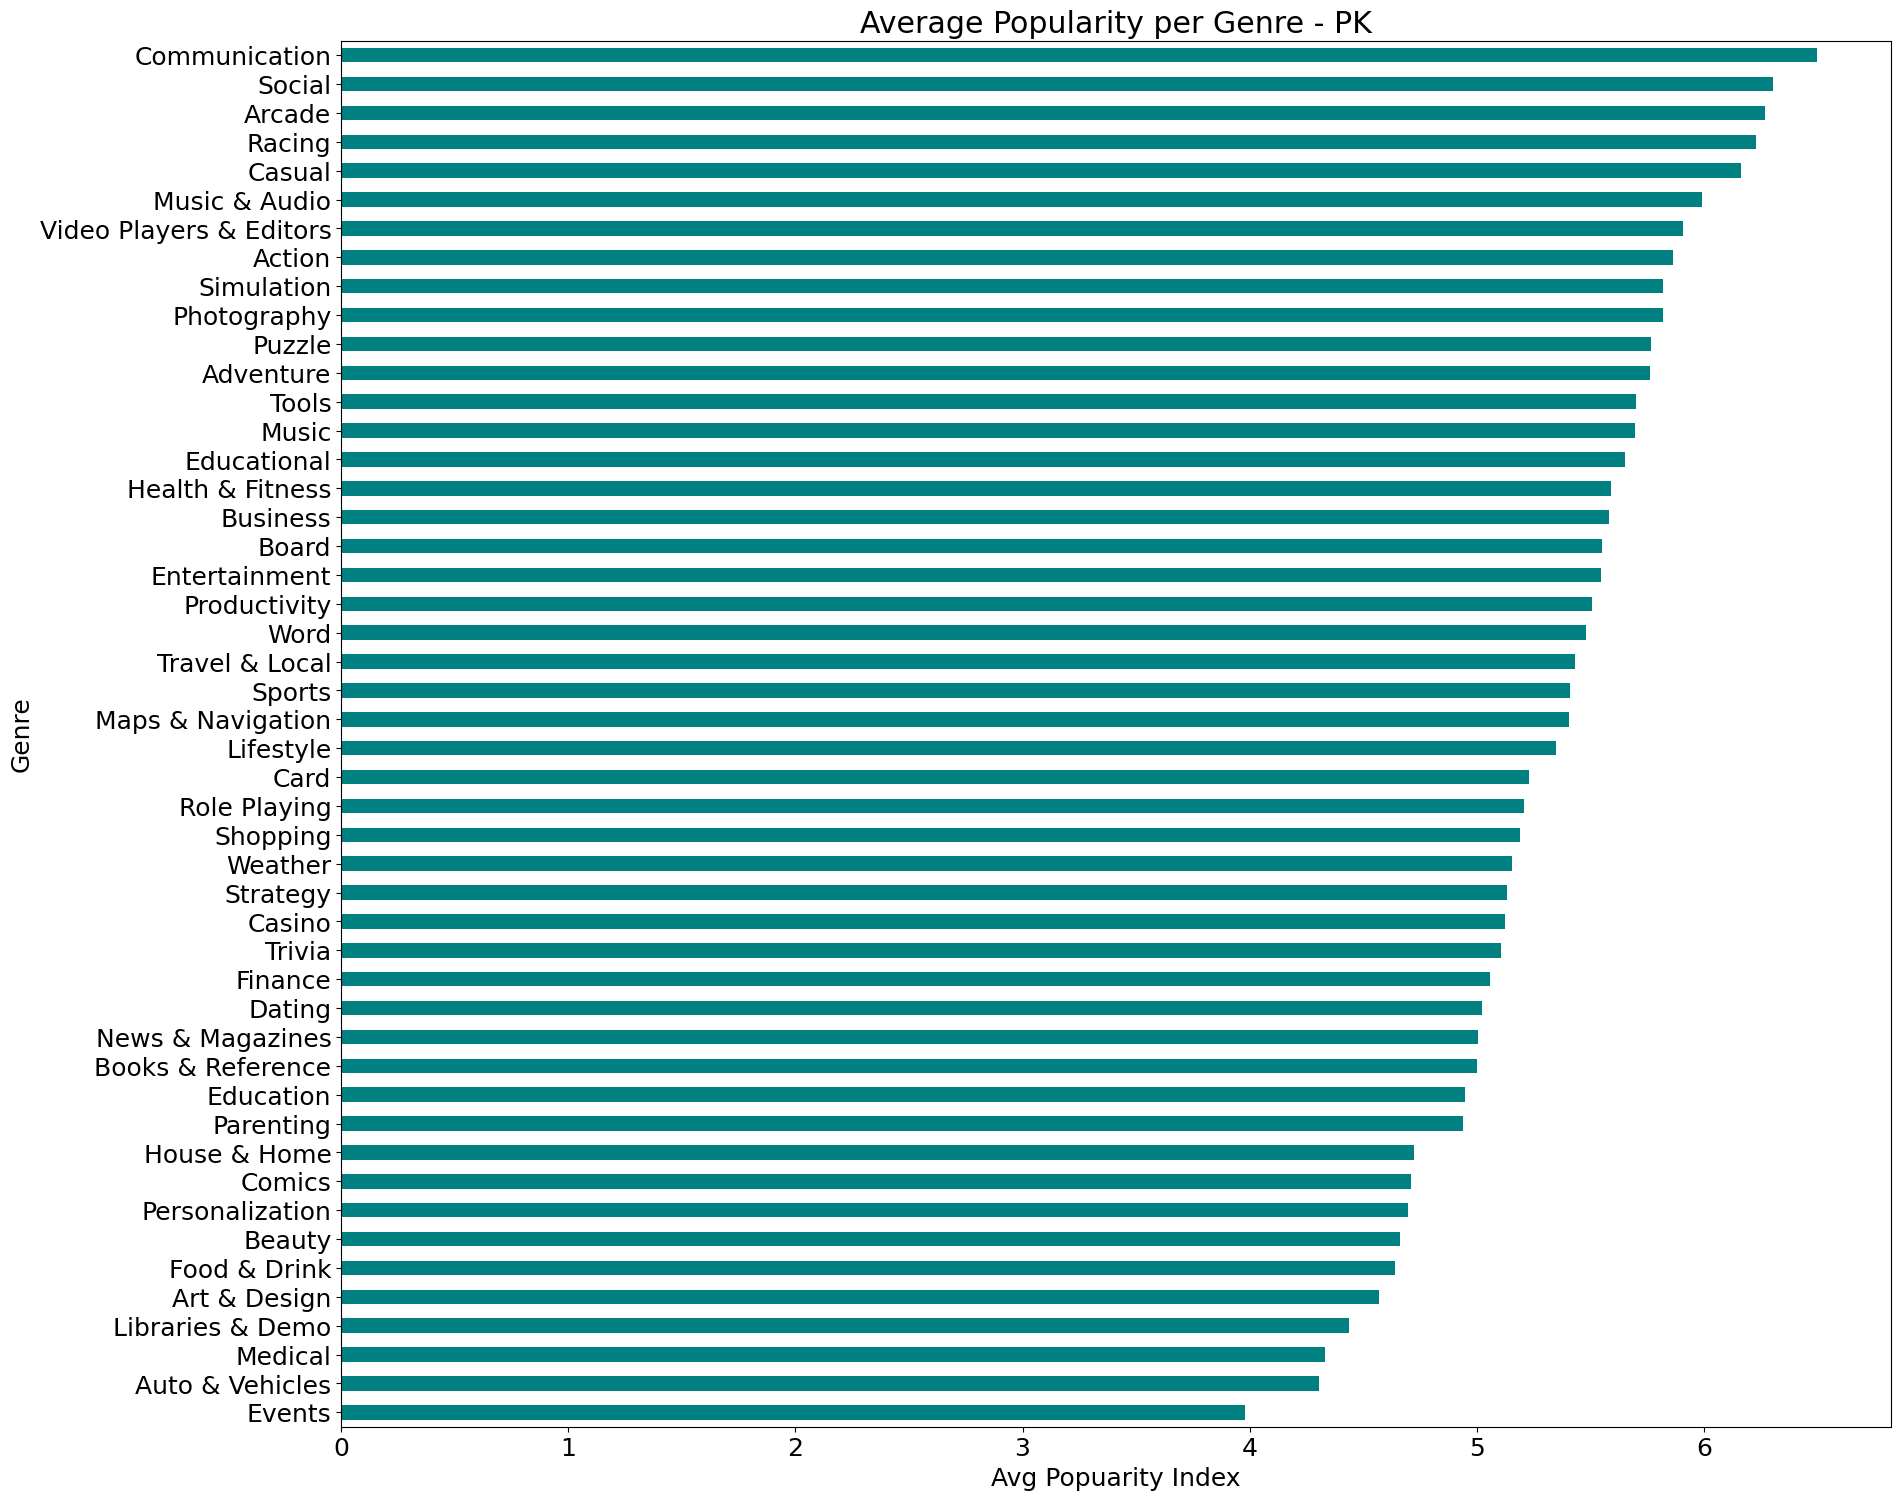 Average Popularity per Genre - PK
Communication
Social
Arcade
Racing
Casual
Music & Audio
Video Players & Editors
Action
Simulation
Photography
Puzzle
Adventure
Tools
Music
Educational
Health & Fitness
Business
Board
Entertainment
Productivity
Word
Travel & Local
Sports
Maps & Navigation
Lifestyle
Card
Role Playing
Shopping
Weather
Strategy
Casino
Trivia
Finance
Dating
News & Magazines
Books & Reference
Education
Parenting
House & Home
Comics
Personalization
Beauty
Food & Drink
Art & Design
Libraries & Demo
Medical
Auto & Vehicles
Events
Genre
0 1 2 3 4 5 6
Avg Popuarity Index